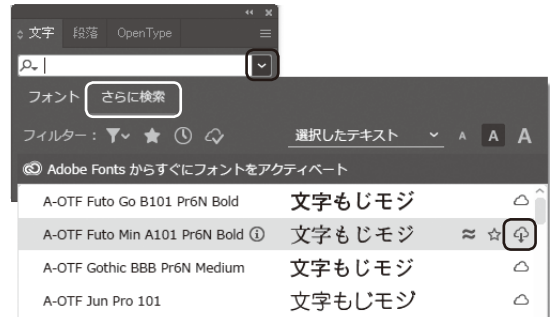 文字 段落 OpenType
フォント さらに検索
フィルター： 選択したテキスト A A A
Adobe Fonts からすぐにフォントをアクティベート
A-OTF Futo Go B101 Pr6N Bold 文字もじモジ
A-OTF Futo Min A101 Pr6N Bold 文字もじモジ
A-OTF Gothic BBB Pr6N Medium 文字もじモジ
A-OTF Jun Pro 101 文字もじモジ